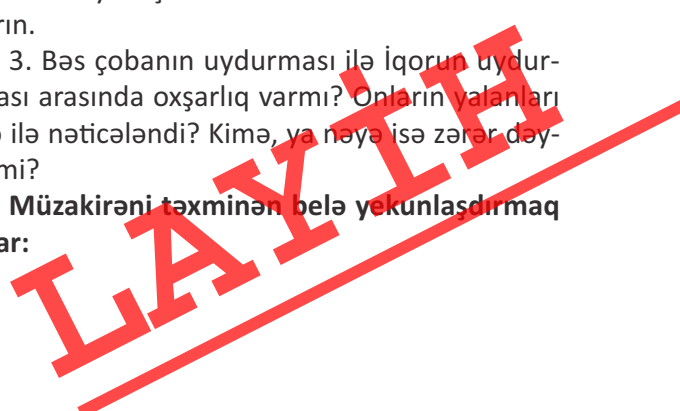 rın.
3. Bəs çobanın uydurması ilə İqorun uydur-
ası arasında oxşarlıq varmı? Onların yalanları
ə ilə nəticələndi? Kimə, ya nəyə isə zərər dəy-
mi?
Müzakirəni təxminən belə yekunlaşdırmaq
ar:
LAYİH